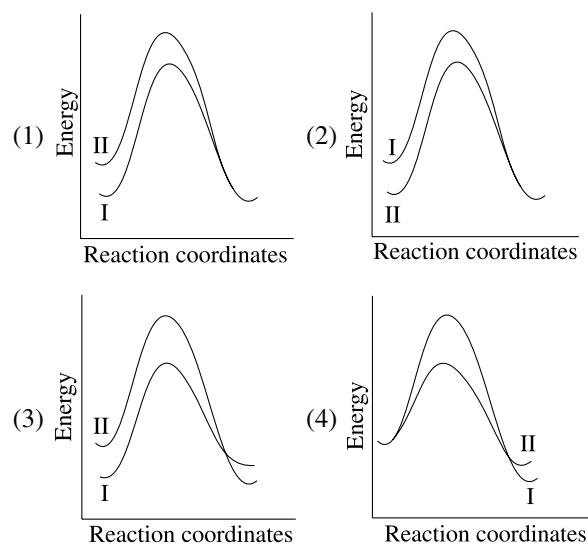 Energy
(1)
II
I
Reaction coordinates
Energy
(2)
I
II
Reaction coordinates
Energy
(3)
II
I
Reaction coordinates
Energy
(4)
II
I
Reaction coordinates